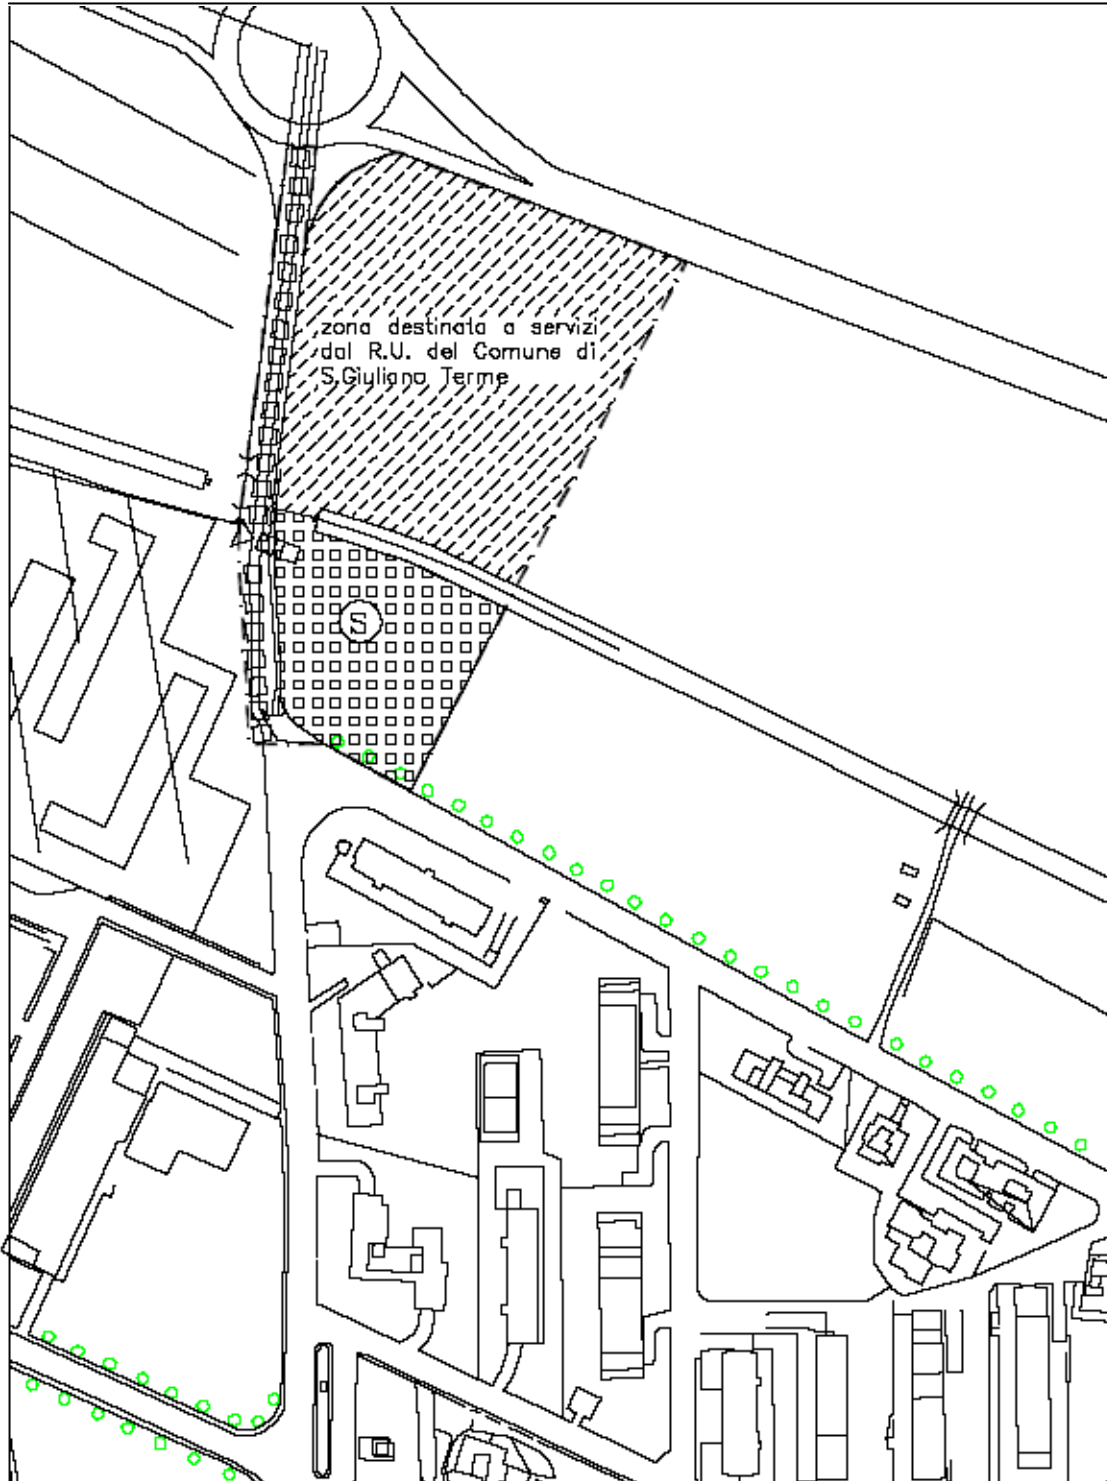 zona destinata a servizi
dal R.U. del Comune di
S.Giuliano Terme
S